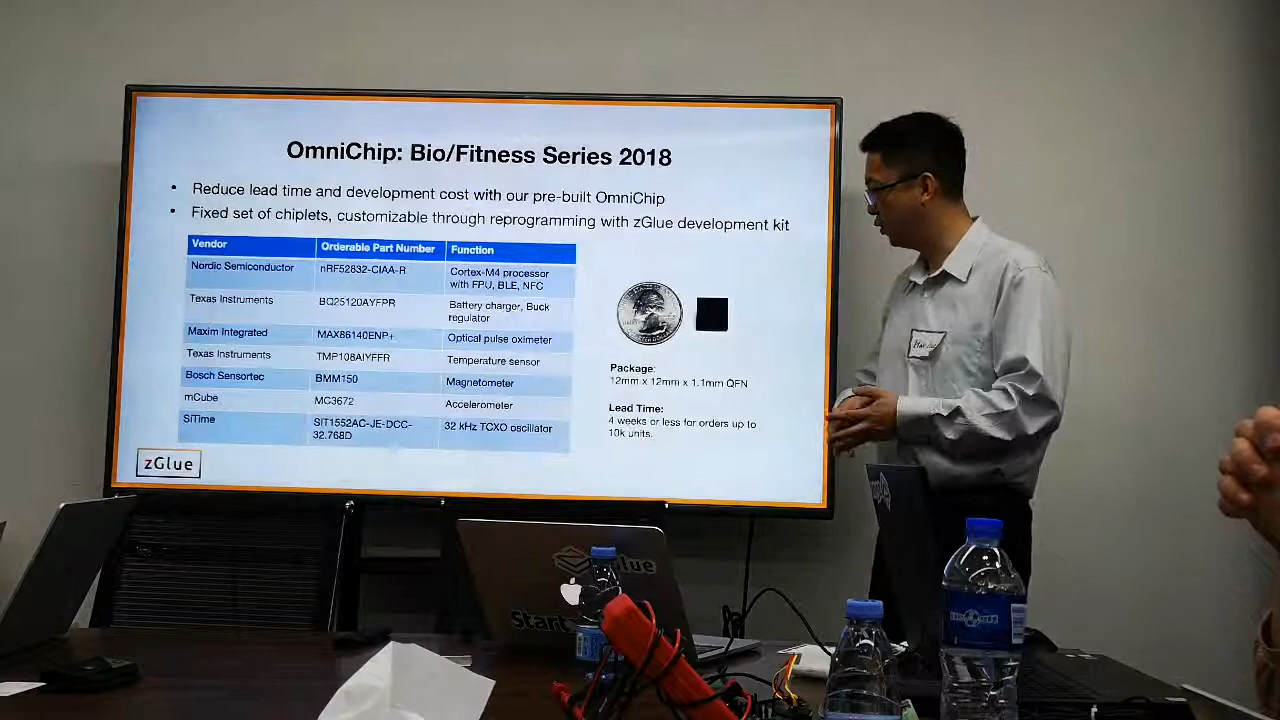 OmniChip: Bio/Fitness Series 2018
• Reduce lead time and development cost with our pre-built OmniChip
• Fixed set of chiplets, customizable through reprogramming with zGlue development kit
Vendor Orderable Part Number Function
Nordic Semiconductor nRF52832-CIAA-R Cortex-M4 processor
with FPU, BLE, NFC
Texas Instruments BQ25120AYFPR Battery charger, Buck
regulator
Maxim Integrated MAX86140ENP+ Optical pulse oximeter
Texas Instruments TMP108AIYFFR Temperature sensor
Bosch Sensortec BMM150 Magnetometer
mCube MC3672 Accelerometer
SiTime SIT1552AC-JE-DCC-
32.768D 32 kHz TCXO oscillator
Package:
12mm x 12mm x 1.1mm QFN
Lead Time:
4 weeks or less for orders up to
10k units.
zGlue
Start